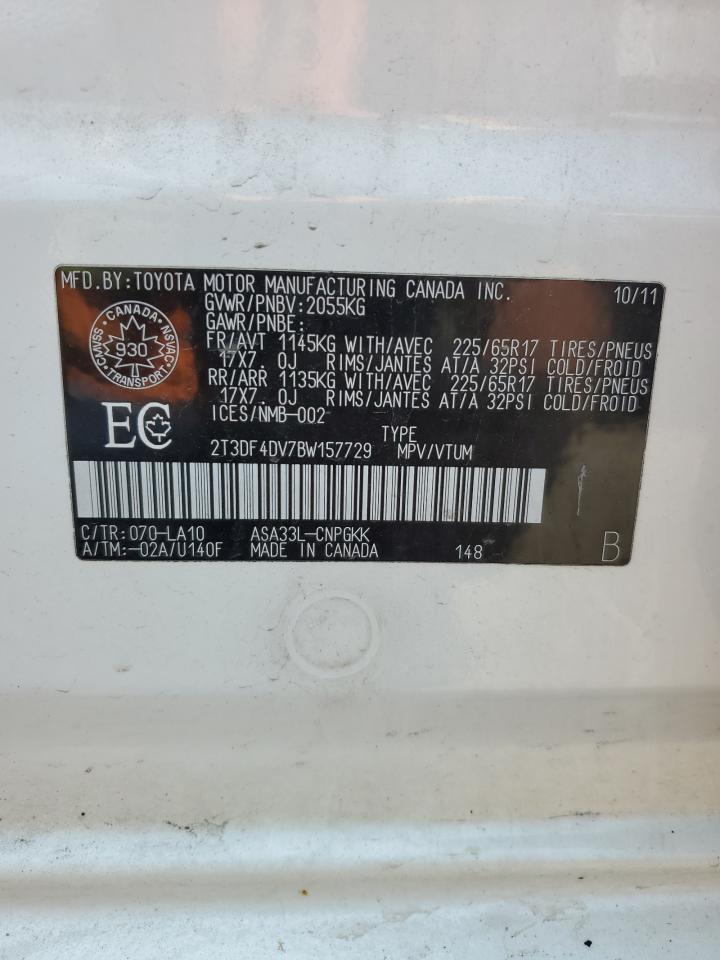 MFD.BY:TOYOTA MOTOR MANUFACTURING CANADA INC. 10/11
GVWR/PNBV:2055KG
GAWR/PNBE:
FR/AVT 1145KG WITH/AVEC 225/65R17 TIRES/PNEUS
17X7.0J RIMS/JANTES AT/A 32PSI COLD/FROID
RR/ARR 1135KG WITH/AVEC 225/65R17 TIRES/PNEUS
17X7.0J RIMS/JANTES AT/A 32PSI COLD/FROID
ICES/NMB-002
CANADA
CMVSS NSVAC
930
TRANSPORT
EC
TYPE
2T3DF4DV7BW157729 MPV/VTUM
C/TR:070-LA10 ASA33L-CNPGKK
A/TM:-02A/U140F MADE IN CANADA 148 B